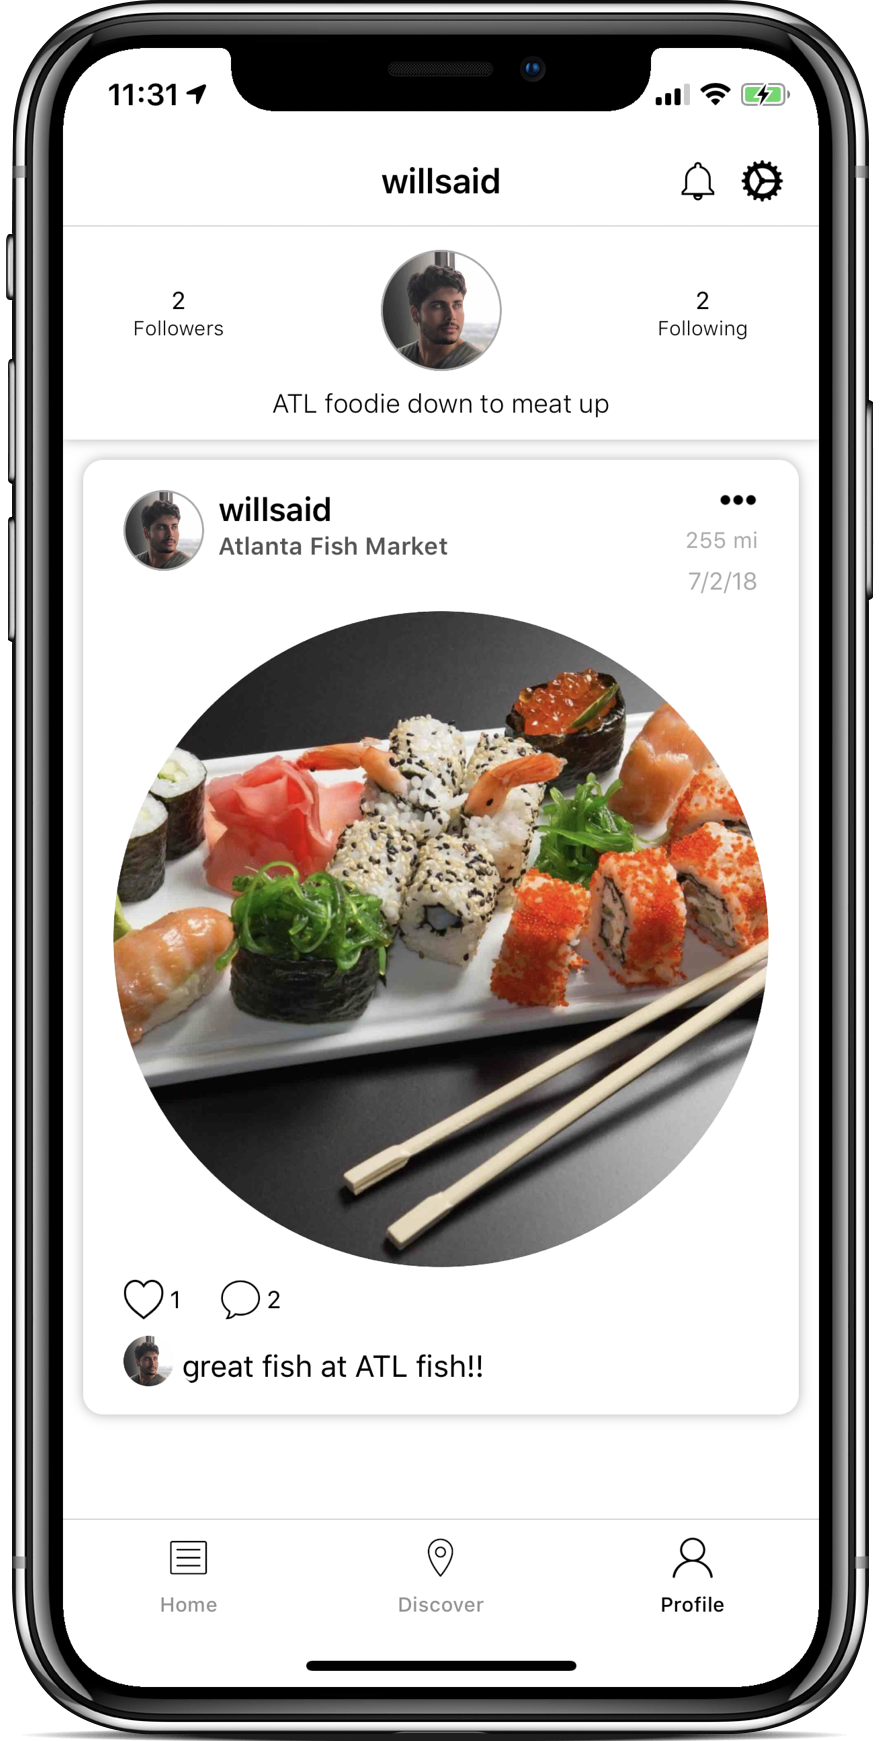 11:31
willsaid
2
Followers
2
Following
ATL foodie down to meat up
willsaid
Atlanta Fish Market
255 mi
7/2/18
1
2
great fish at ATL fish!!
Home
Discover
Profile